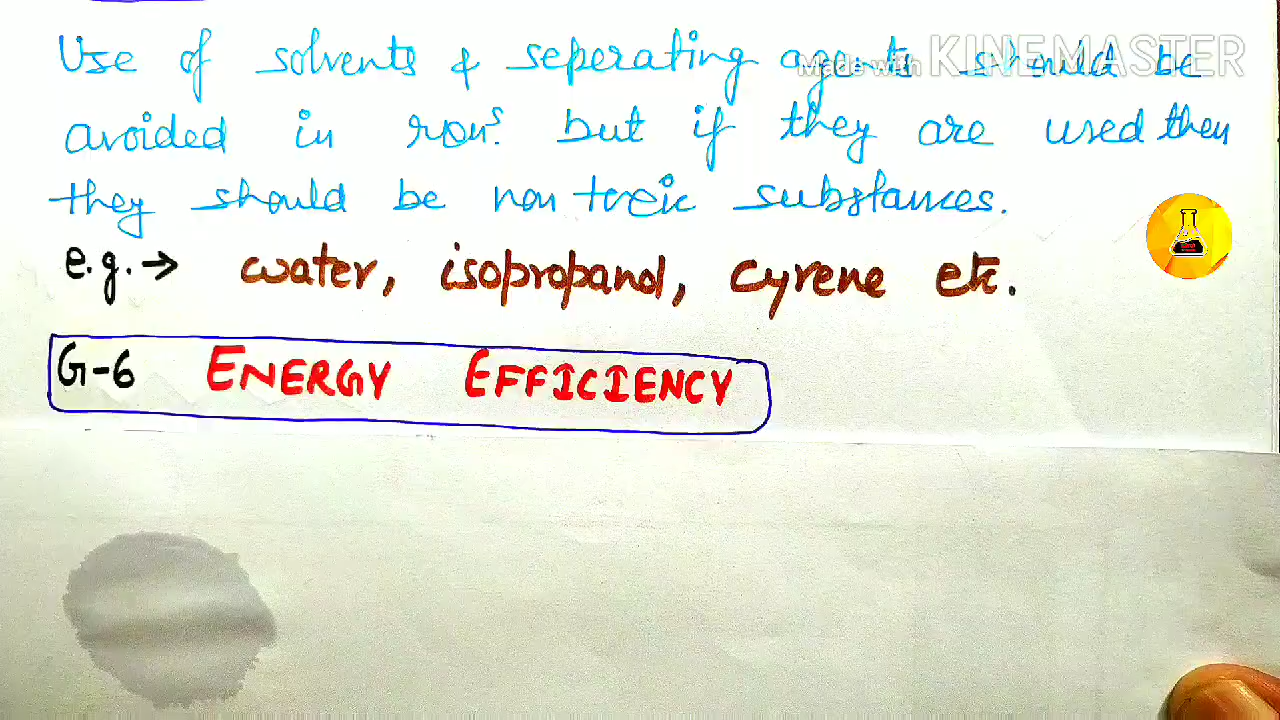 Use of solvents & seperating agents should be
Made with KINEMASTER
avoided in rxns. but if they are used then
they should be non toxic substances.
e.g. → water, isopropanol, cyrene etc.
G-6 ENERGY EFFICIENCY